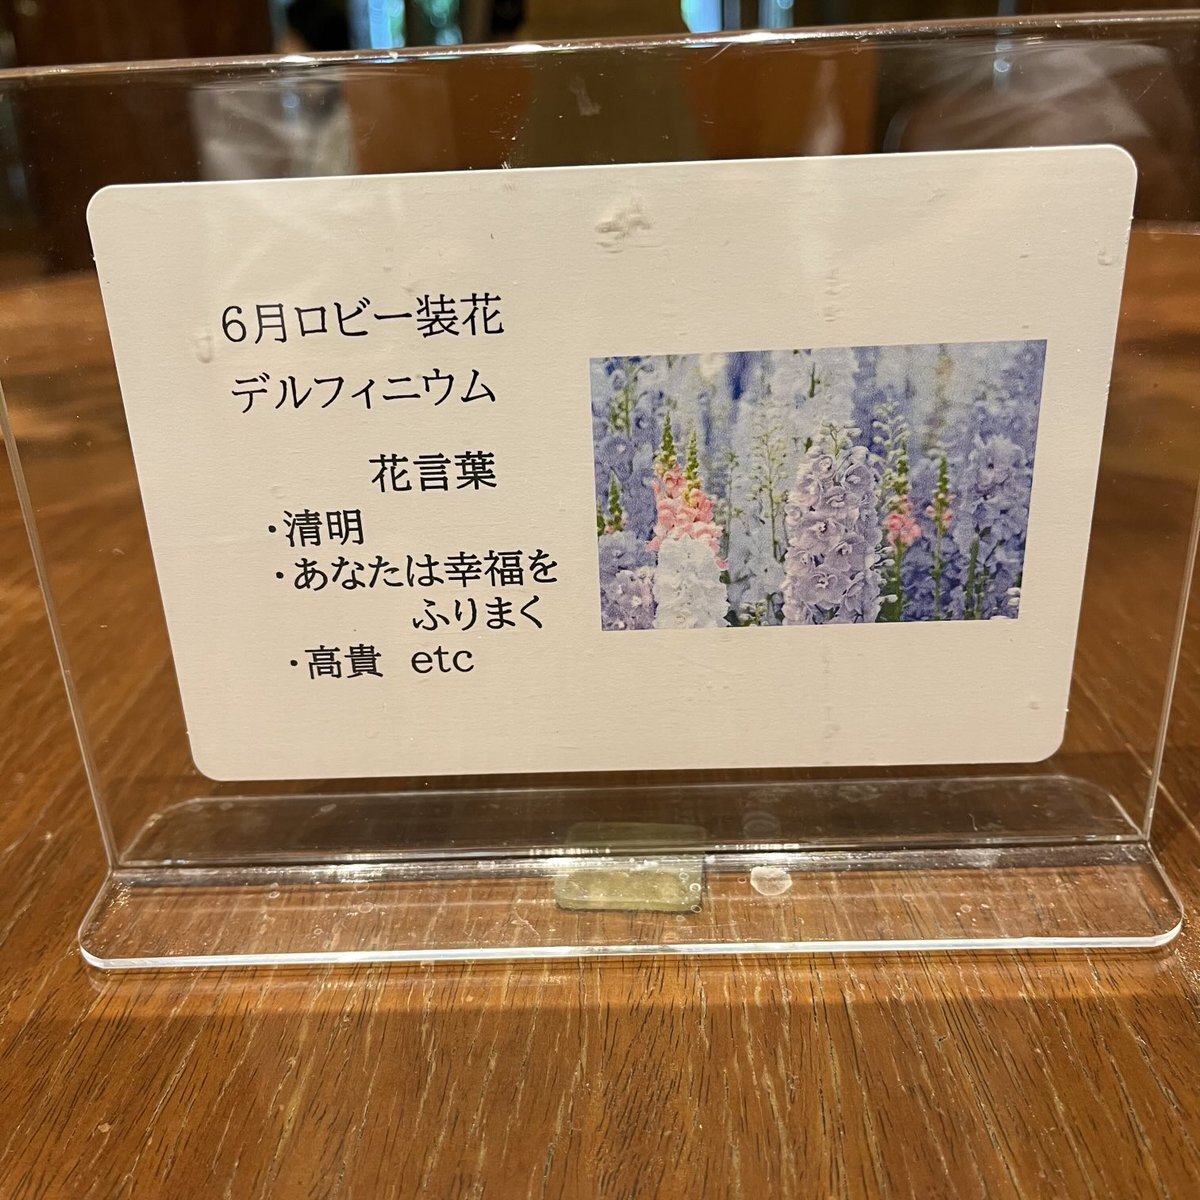 6月ロビー装花
デルフィニウム
花言葉
・清明
・あなたは幸福を
ふりまく
・高貴 etc